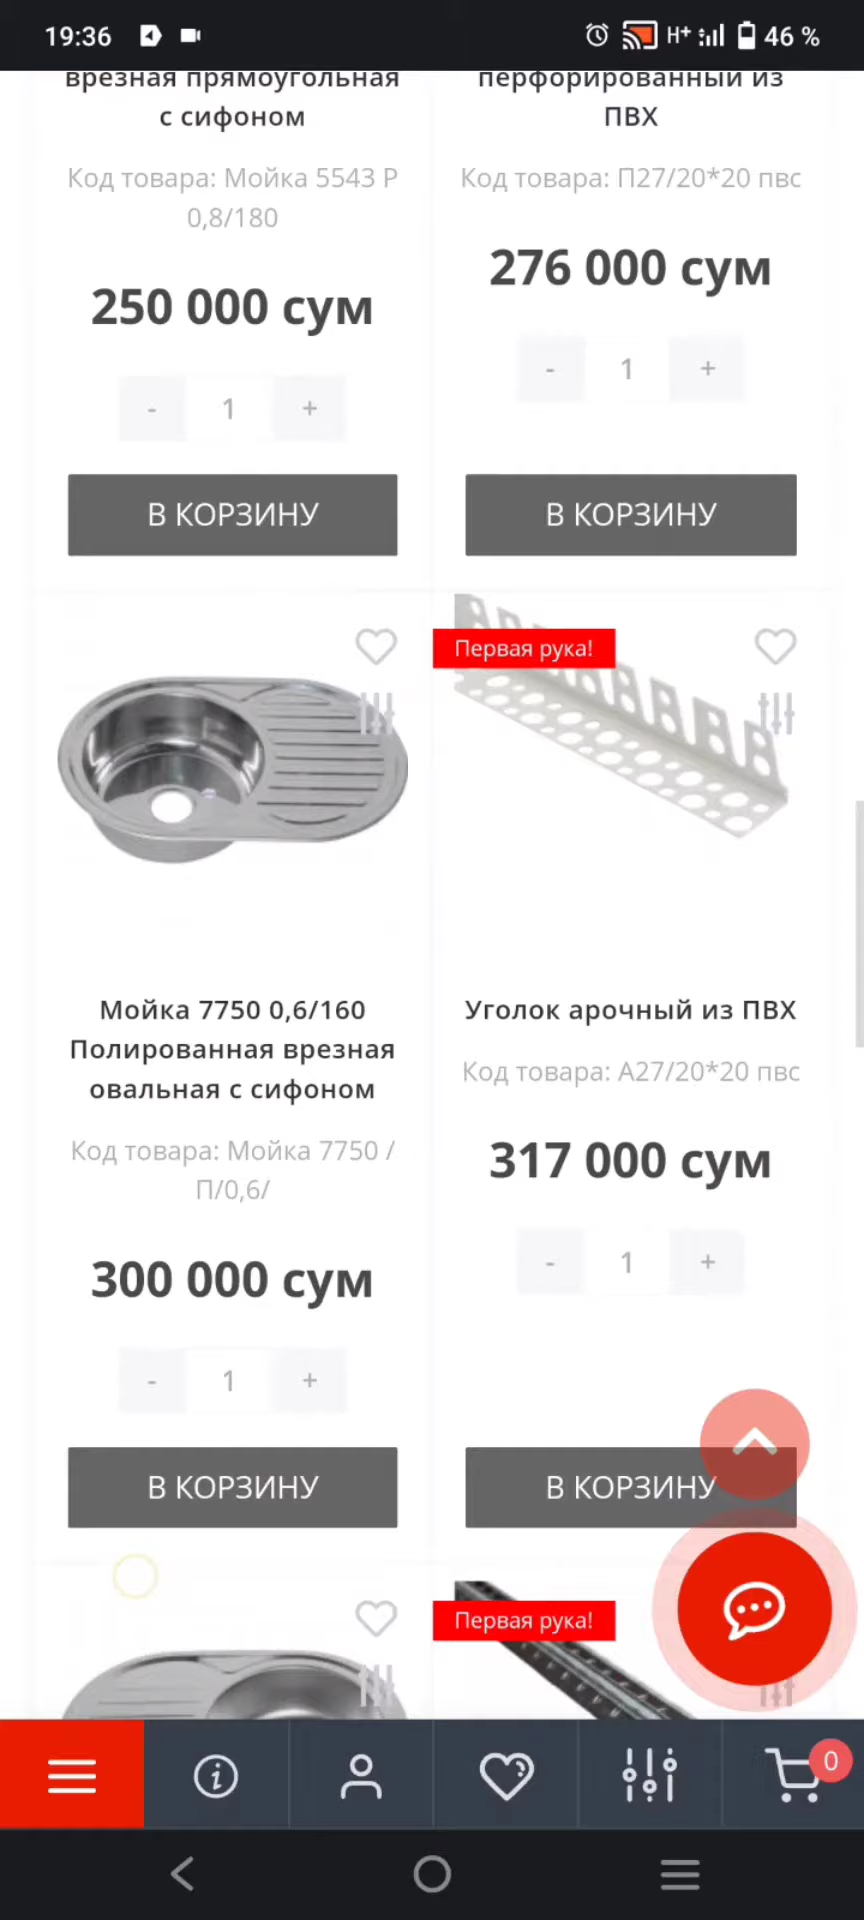 19:36
H+
46 %
врезная прямоугольная
с сифоном
Код товара: Мойка 5543 Р
0,8/180
250 000 сум
- 1 +
В КОРЗИНУ
перфорированный из
ПВХ
Код товара: П27/20*20 пвс
276 000 сум
- 1 +
В КОРЗИНУ
Мойка 7750 0,6/160
Полированная врезная
овальная с сифоном
Код товара: Мойка 7750 /
П/0,6/
300 000 сум
- 1 +
В КОРЗИНУ
Первая рука!
Уголок арочный из ПВХ
Код товара: А27/20*20 пвс
317 000 сум
- 1 +
В КОРЗИНУ
Первая рука!
0